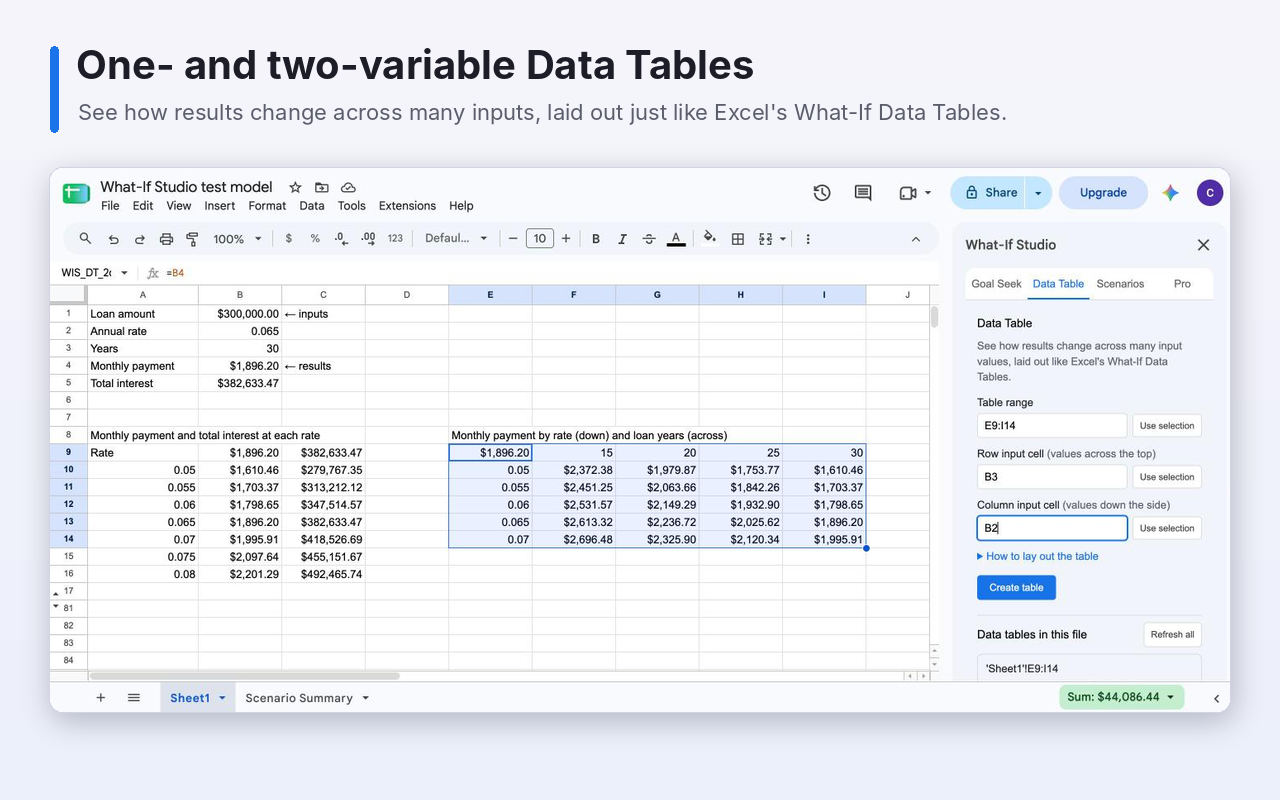 One- and two-variable Data Tables
See how results change across many inputs, laid out just like Excel's What-If Data Tables.
What-If Studio test model
File Edit View Insert Format Data Tools Extensions Help
Share
Upgrade
C
100% $ % .0 .00 123 Defaul... 10 B I A
WIS_DT_2( fx =B4
A B C D E F G H I J
1 Loan amount $300,000.00 ← inputs
2 Annual rate 0.065
3 Years 30
4 Monthly payment $1,896.20 ← results
5 Total interest $382,633.47
6
7
8 Monthly payment and total interest at each rate Monthly payment by rate (down) and loan years (across)
9 Rate $1,896.20 $382,633.47 $1,896.20 15 20 25 30
10 0.05 $1,610.46 $279,767.35 0.05 $2,372.38 $1,979.87 $1,753.77 $1,610.46
11 0.055 $1,703.37 $313,212.12 0.055 $2,451.25 $2,063.66 $1,842.26 $1,703.37
12 0.06 $1,798.65 $347,514.57 0.06 $2,531.57 $2,149.29 $1,932.90 $1,798.65
13 0.065 $1,896.20 $382,633.47 0.065 $2,613.32 $2,236.72 $2,025.62 $1,896.20
14 0.07 $1,995.91 $418,526.69 0.07 $2,696.48 $2,325.90 $2,120.34 $1,995.91
15 0.075 $2,097.64 $455,151.67
16 0.08 $2,201.29 $492,465.74
17
81
82
83
84
Sheet1 Scenario Summary
Sum: $44,086.44
What-If Studio
Goal Seek Data Table Scenarios Pro
Data Table
See how results change across many input
values, laid out like Excel's What-If Data
Tables.
Table range
E9:I14 Use selection
Row input cell (values across the top)
B3 Use selection
Column input cell (values down the side)
B2 Use selection
How to lay out the table
Create table
Data tables in this file Refresh all
'Sheet1'!E9:I14